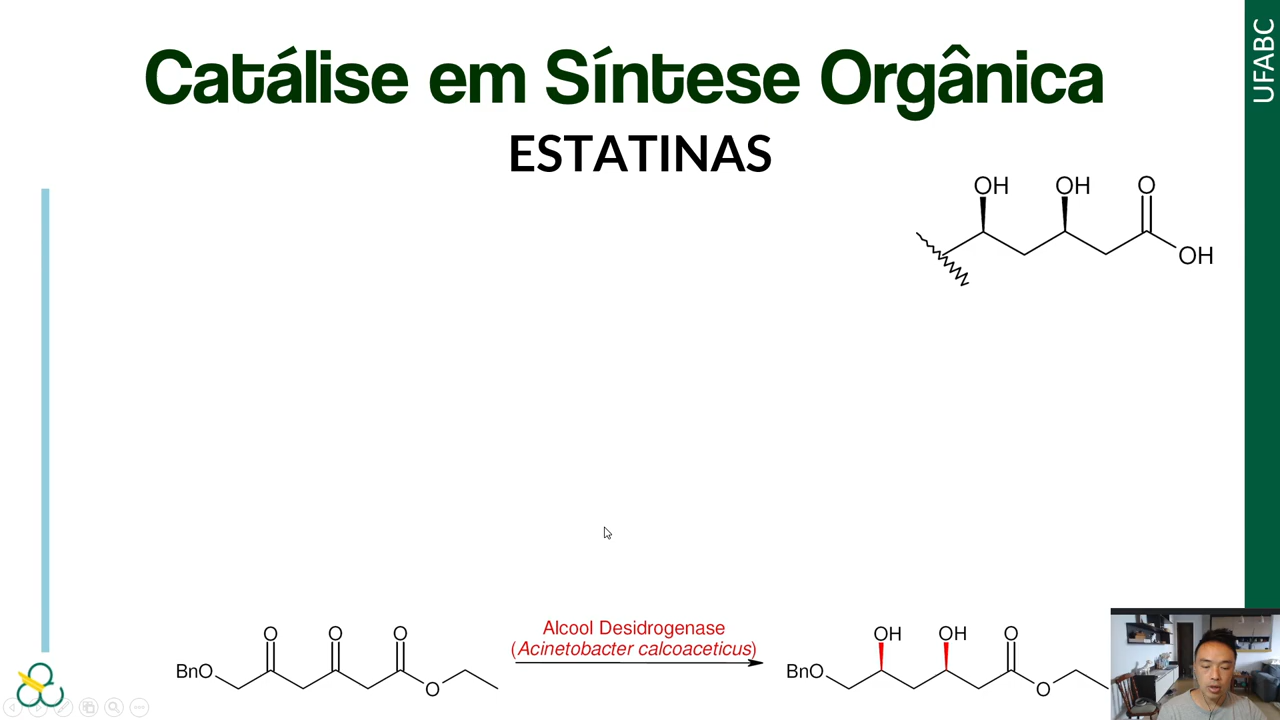 Catálise em Síntese Orgânica
UFABC
ESTATINAS
OH OH O
OH
Alcool Desidrogenase
(Acinetobacter calcoaceticus)
O O O
BnO
O
OH OH O
BnO
O